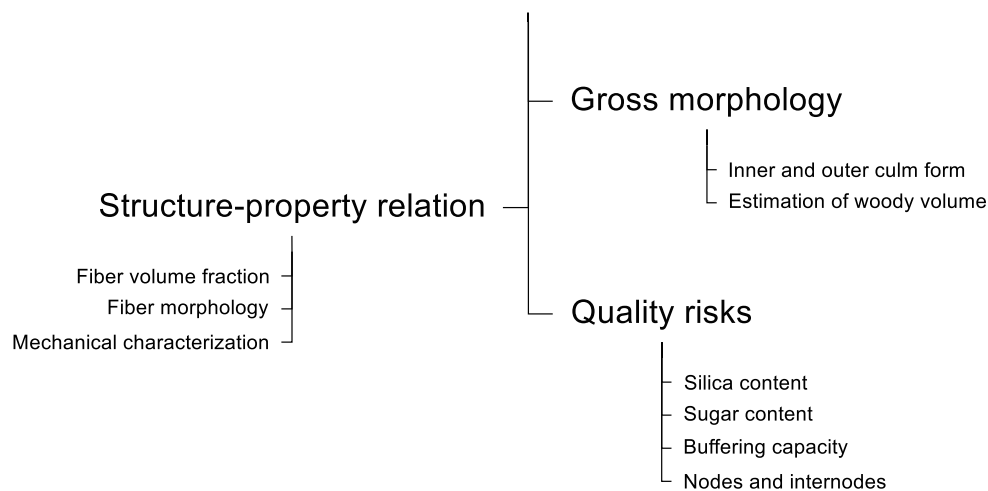 Gross morphology
Inner and outer culm form
Estimation of woody volume
Structure-property relation
Fiber volume fraction
Fiber morphology
Mechanical characterization
Quality risks
Silica content
Sugar content
Buffering capacity
Nodes and internodes